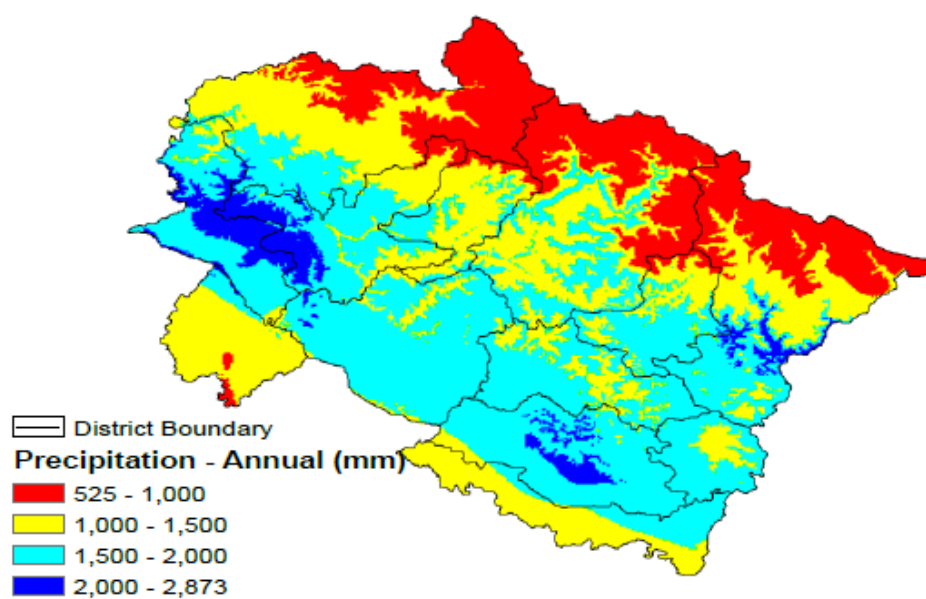 District Boundary
Precipitation - Annual (mm)
525 - 1,000
1,000 - 1,500
1,500 - 2,000
2,000 - 2,873